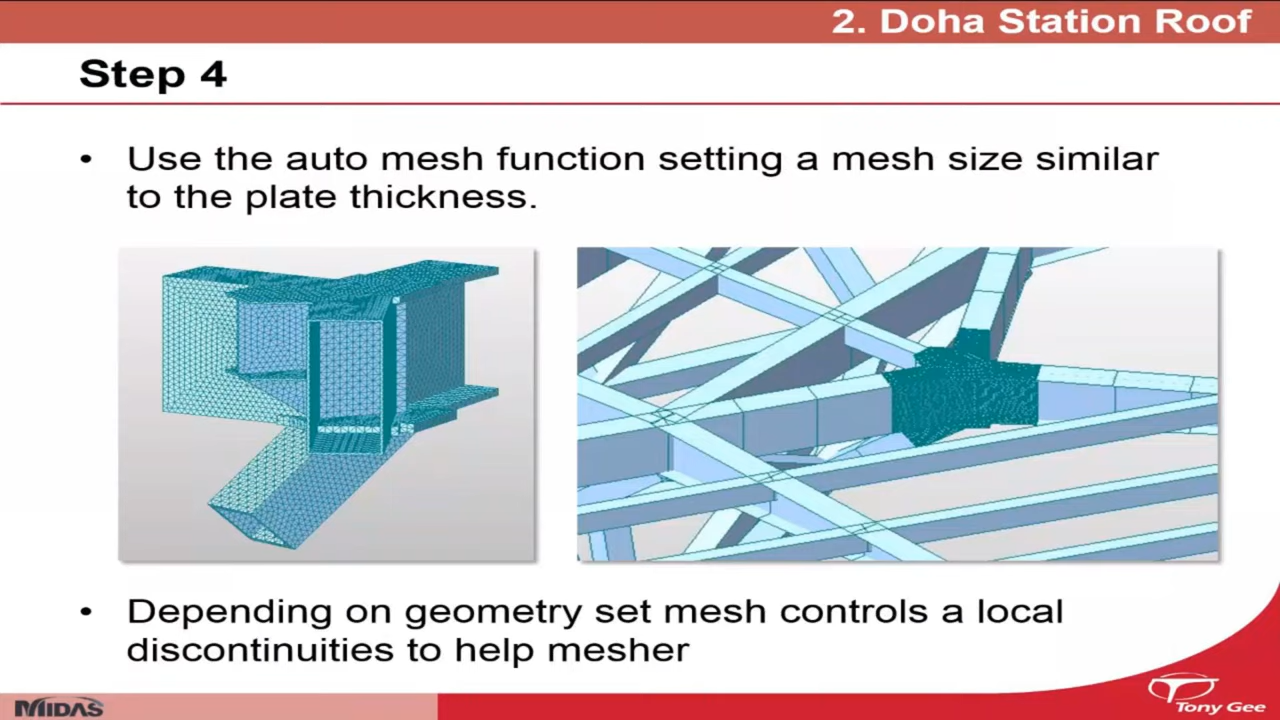 2. Doha Station Roof
Step 4
• Use the auto mesh function setting a mesh size similar
to the plate thickness.
• Depending on geometry set mesh controls a local
discontinuities to help mesher
MIDAS
Tony Gee